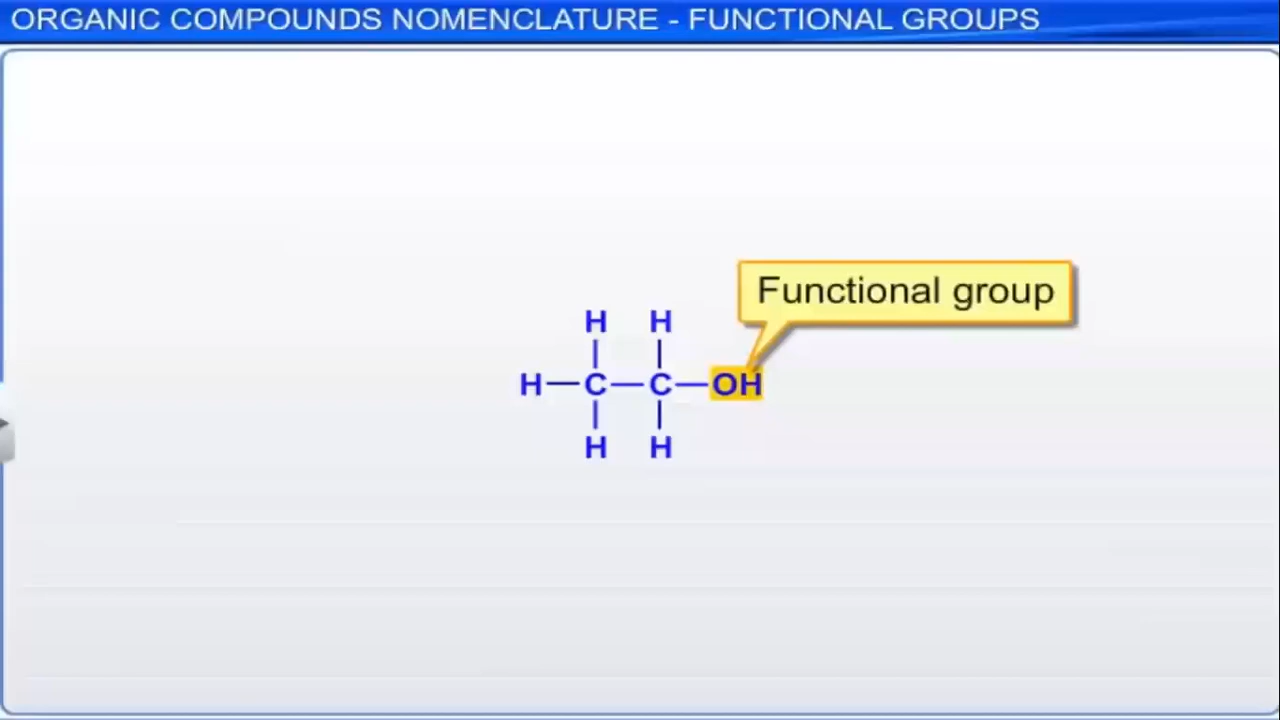 ORGANIC COMPOUNDS NOMENCLATURE - FUNCTIONAL GROUPS
Functional group
H H
H C C OH
H H